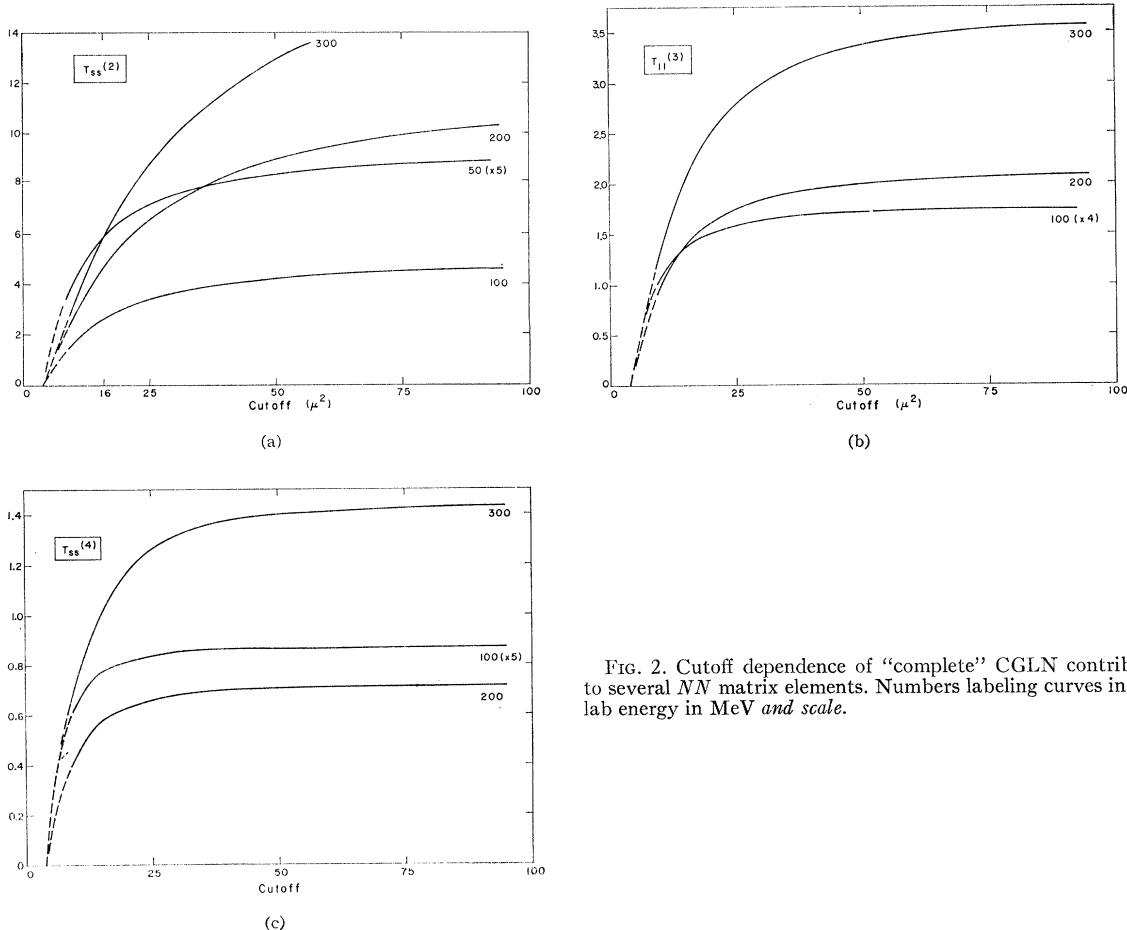 14
12
10
8
6
4
2
0
T_ss^(2)
300
200
50 (x5)
100
0 16 25 50 75 100
Cutoff (μ²)
(a)
3.5
3.0
2.5
2.0
1.5
1.0
0.5
0
T_11^(3)
300
200
100 (x4)
0 25 50 75 100
Cutoff (μ²)
(b)
1.4
1.2
1.0
0.8
0.6
0.4
0.2
0
T_ss^(4)
300
100 (x5)
200
0 25 50 75 100
Cutoff
(c)
FIG. 2. Cutoff dependence of “complete” CGLN contrib
to several NN matrix elements. Numbers labeling curves in
lab energy in MeV and scale.